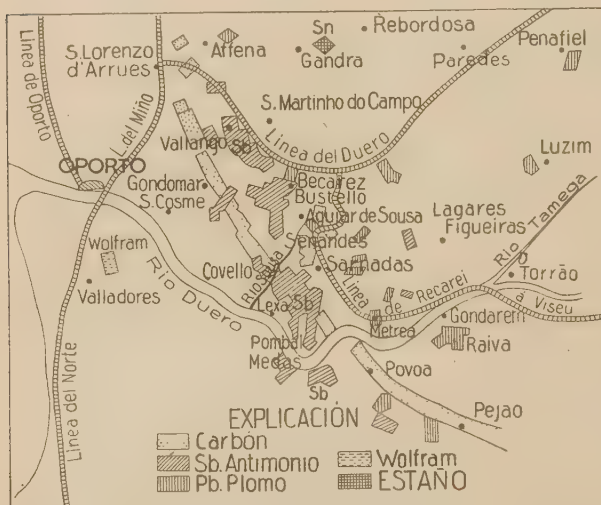 Sn
Rebordosa
Affena
Gandra
Paredes
Penafiel
S. Lorenzo
d'Arrues
Linea de Oporto
L. del Miño
S. Martinho do Campo
Linea del Duero
Vallango
Sb
Luzim
OPORTO
Gondomar
S. Cosme
Becarez
Bustello
Aguiar de Sousa
Senandes
Lagares
Figueiras
Rio Tamega
Wolfram
Covello
Sarnadas
Torrão
Valladores
Rio Duero
Lexa
Sb
Linea de Recarei
a Viseu
Metrea
Gondarem
Raiva
Pombal
Medas
Povoa
Sb
Pejao
Linea del Norte
EXPLICACIÓN
Carbón
Sb. Antimonio
Pb. Plomo
Wolfram
ESTAÑO